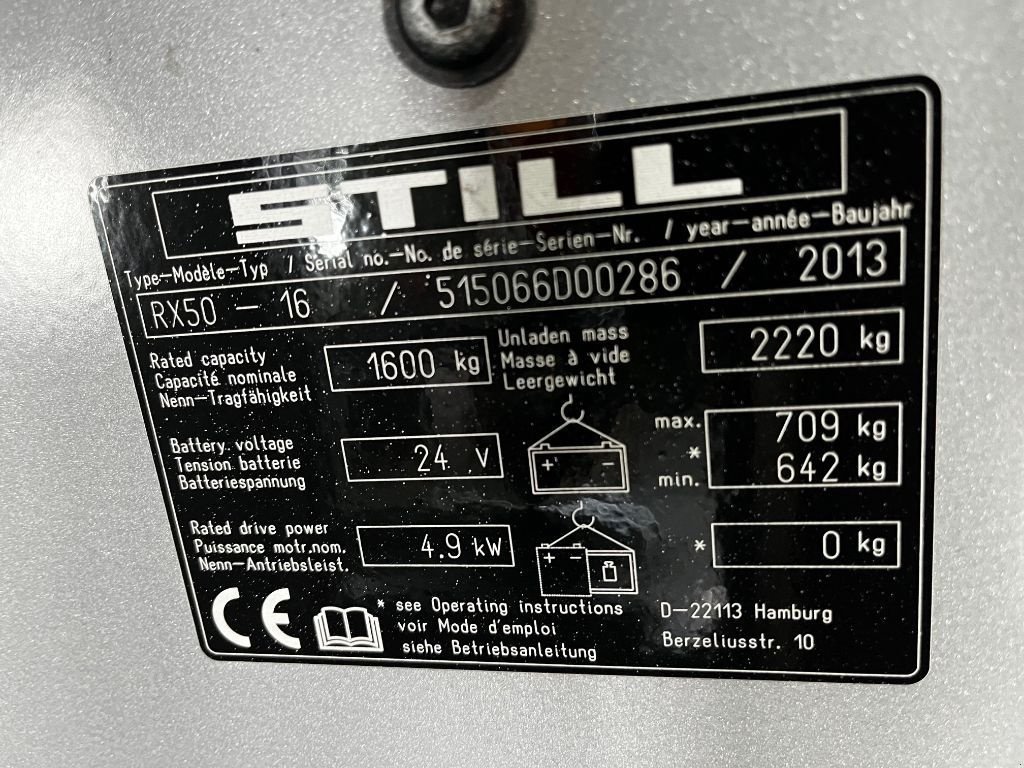 STILL
Type-Modèle-Typ / Serial no.-No. de série-Serien-Nr. / year-année-Baujahr
RX50 - 16 / 515066D00286 / 2013
Rated capacity
Capacité nominale
Nenn-Tragfähigkeit
1600 kg
Unladen mass
Masse à vide
Leergewicht
2220 kg
Battery voltage
Tension batterie
Batteriespannung
24 V
+ -
max. 709 kg
*
min. 642 kg
Rated drive power
Puissance motr.nom.
Nenn-Antriebsleist.
4.9 kW
+ -
* 0 kg
CE
* see Operating instructions
voir Mode d'emploi
siehe Betriebsanleitung
D-22113 Hamburg
Berzeliusstr. 10